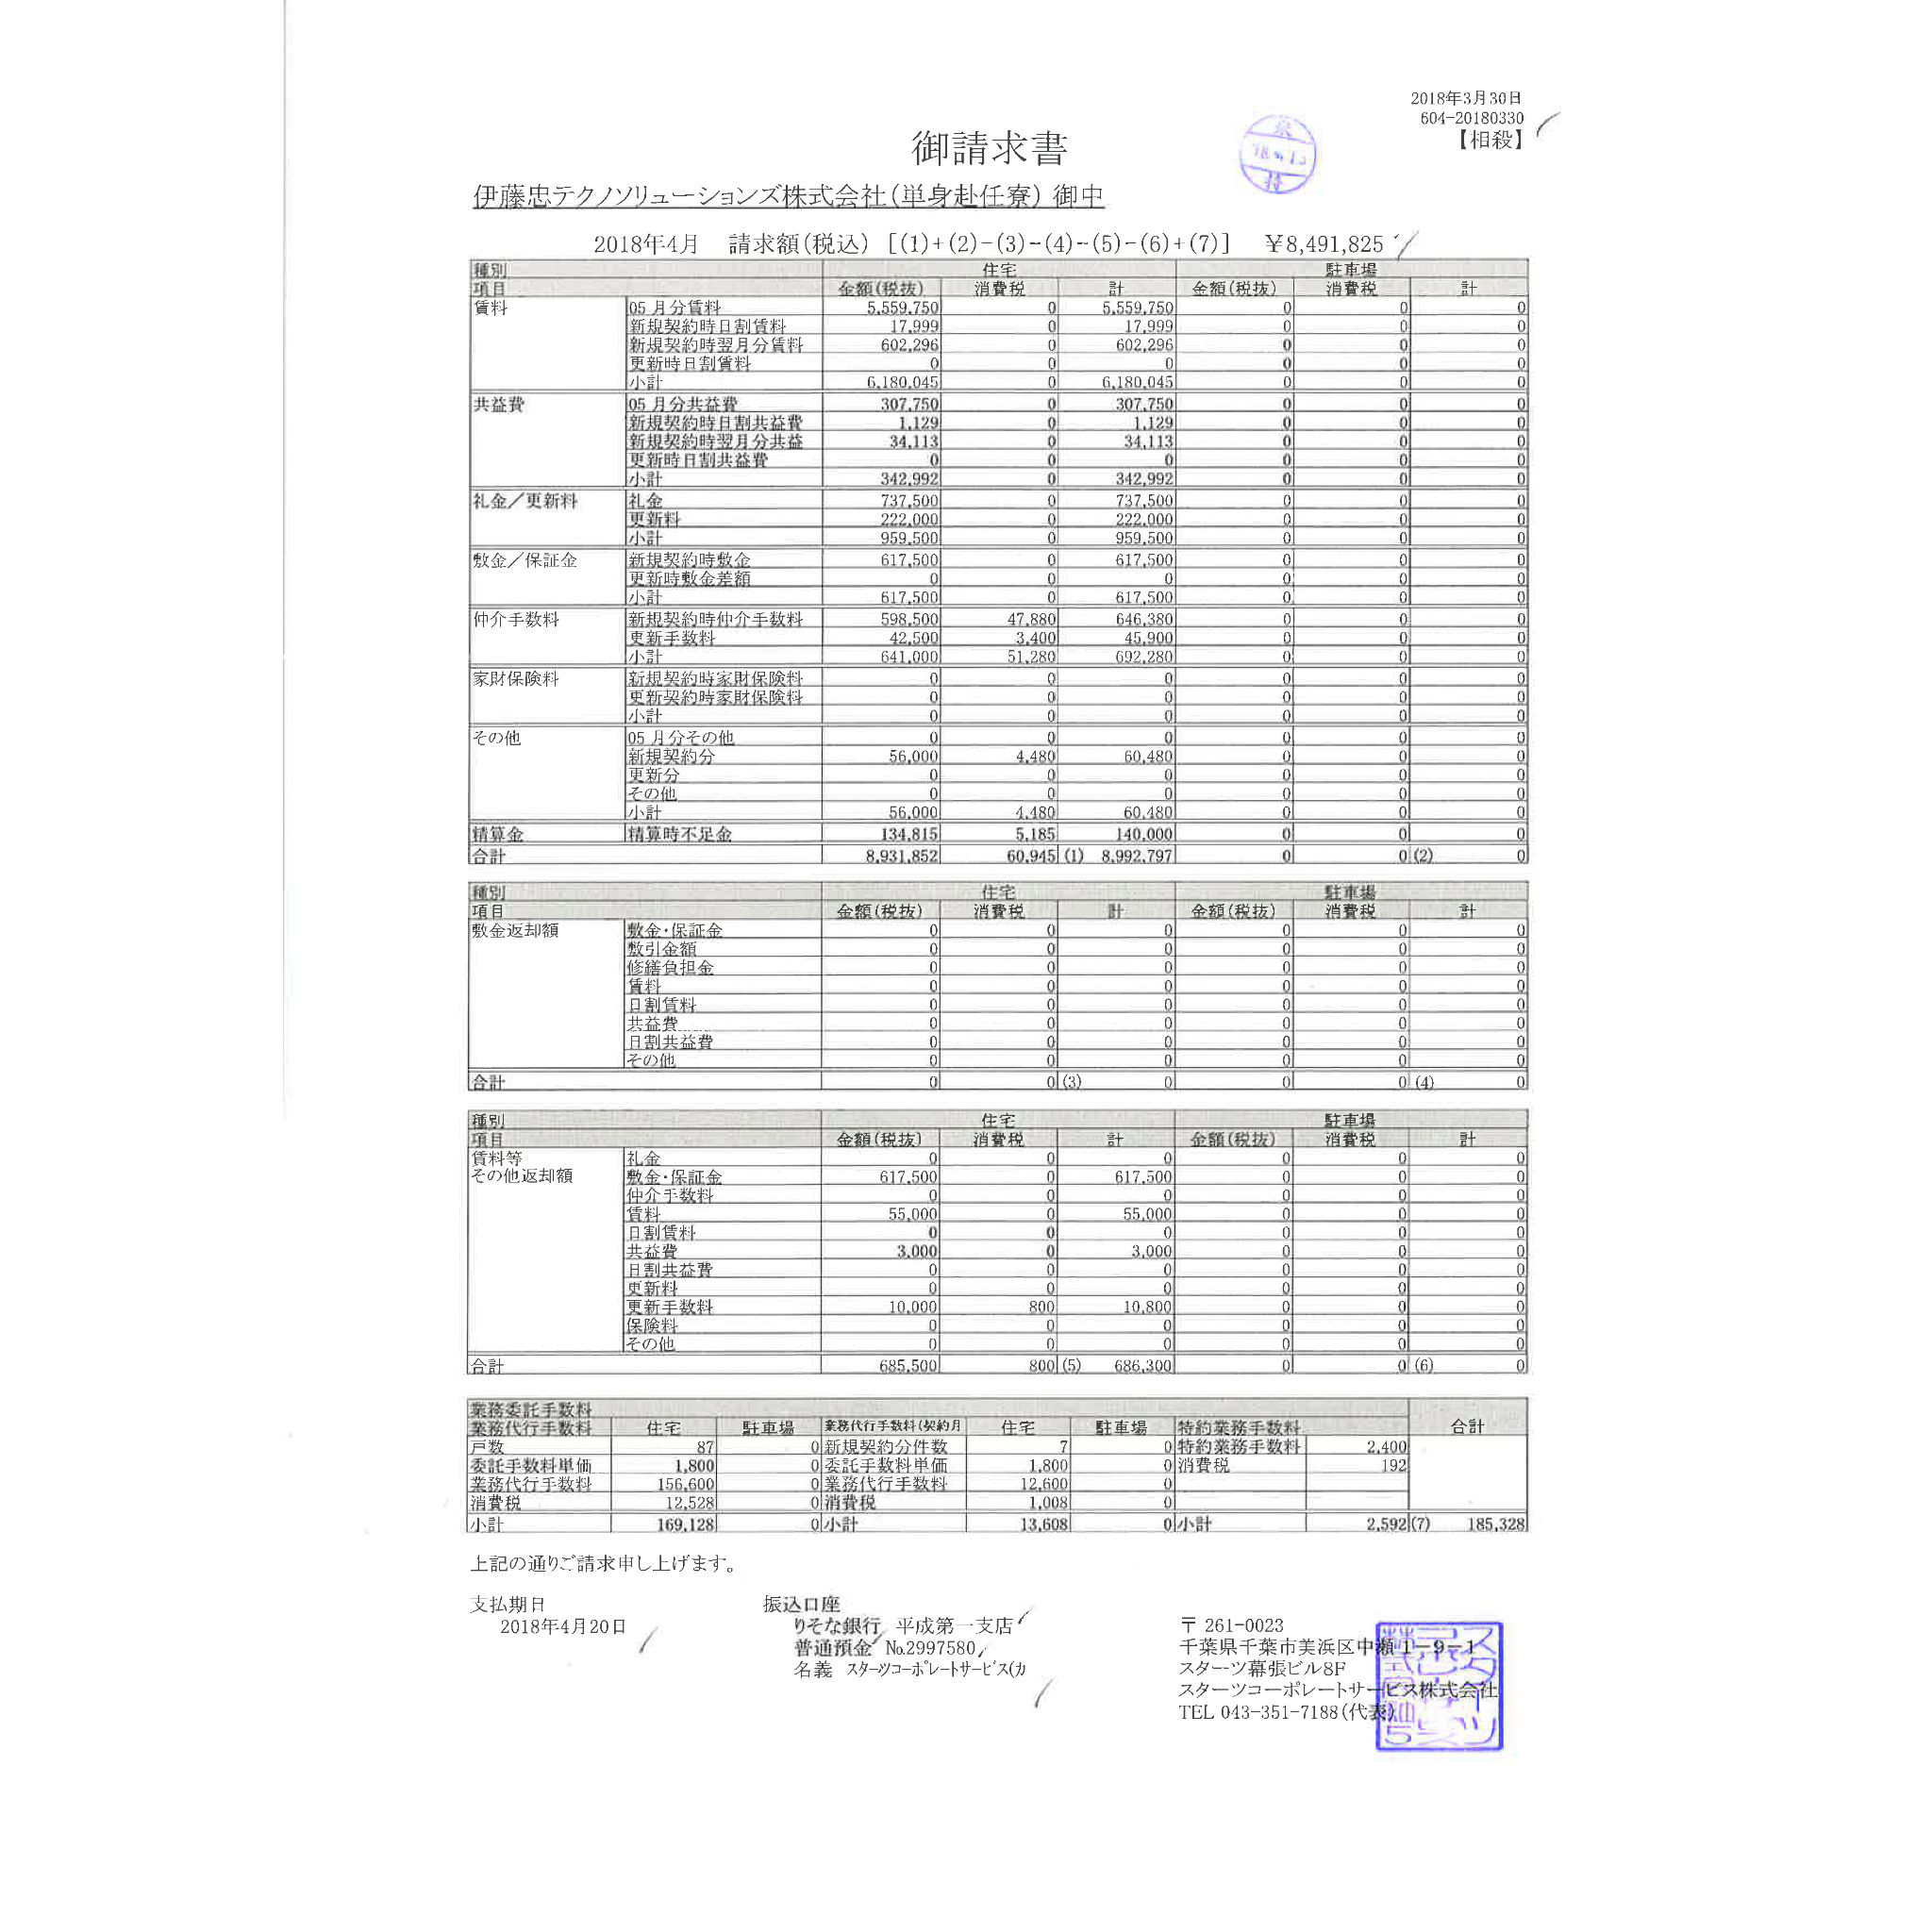 2018年3月30日
604-20180330
【相殺】
御請求書
伊藤忠テクノソリューションズ株式会社(単身赴任寮) 御中
2018年4月 請求額(税込) [(1)+(2)-(3)-(4)-(5)-(6)+(7)] ¥8,491,825
種別 住宅 駐車場
項目 金額(税抜) 消費税 計 金額(税抜) 消費税 計
賃料 05 月分賃料 5,559,750 0 5,559,750 0 0 0
新規契約時日割賃料 17,999 0 17,999 0 0 0
新規契約時翌月分賃料 602,296 0 602,296 0 0 0
更新時日割賃料 0 0 0 0 0 0
小計 6,180,045 0 6,180,045 0 0 0
共益費 05 月分共益費 307,750 0 307,750 0 0 0
新規契約時日割共益費 1,129 0 1,129 0 0 0
新規契約時翌月分共益 34,113 0 34,113 0 0 0
更新時日割共益費 0 0 0 0 0 0
小計 342,992 0 342,992 0 0 0
礼金/更新料 礼金 737,500 0 737,500 0 0 0
更新料 222,000 0 222,000 0 0 0
小計 959,500 0 959,500 0 0 0
敷金/保証金 新規契約時敷金 617,500 0 617,500 0 0 0
更新時敷金差額 0 0 0 0 0 0
小計 617,500 0 617,500 0 0 0
仲介手数料 新規契約時仲介手数料 598,500 47,880 646,380 0 0 0
更新手数料 42,500 3,400 45,900 0 0 0
小計 641,000 51,280 692,280 0 0 0
家財保険料 新規契約時家財保険料 0 0 0 0 0 0
更新契約時家財保険料 0 0 0 0 0 0
小計 0 0 0 0 0 0
その他 05 月分その他 0 0 0 0 0 0
新規契約分 56,000 4,480 60,480 0 0 0
更新分 0 0 0 0 0 0
その他 0 0 0 0 0 0
小計 56,000 4,480 60,480 0 0 0
精算金 精算時不足金 134,815 5,185 140,000 0 0 0
合計 8,931,852 60,945 (1) 8,992,797 0 0 (2) 0
種別 住宅 駐車場
項目 金額(税抜) 消費税 計 金額(税抜) 消費税 計
敷金返却額 敷金・保証金 0 0 0 0 0 0
敷引金額 0 0 0 0 0 0
修繕負担金 0 0 0 0 0 0
賃料 0 0 0 0 0 0
日割賃料 0 0 0 0 0 0
共益費 0 0 0 0 0 0
日割共益費 0 0 0 0 0 0
その他 0 0 0 0 0 0
合計 0 0 (3) 0 0 0 (4) 0
種別 住宅 駐車場
項目 金額(税抜) 消費税 計 金額(税抜) 消費税 計
賃料等 礼金 0 0 0 0 0 0
その他返却額 敷金・保証金 617,500 0 617,500 0 0 0
仲介手数料 0 0 0 0 0 0
賃料 55,000 0 55,000 0 0 0
日割賃料 0 0 0 0 0 0
共益費 3,000 0 3,000 0 0 0
日割共益費 0 0 0 0 0 0
更新料 0 0 0 0 0 0
更新手数料 10,000 800 10,800 0 0 0
保険料 0 0 0 0 0 0
その他 0 0 0 0 0 0
合計 685,500 800 (5) 686,300 0 0 (6) 0
業務委託手数料
業務代行手数料 住宅 駐車場 業務代行手数料(契約月 住宅 駐車場 特約業務手数料 合計
戸数 87 0 新規契約分件数 7 0 特約業務手数料 2,400
委託手数料単価 1,800 0 委託手数料単価 1,800 0 消費税 192
業務代行手数料 156,600 0 業務代行手数料 12,600 0
消費税 12,528 0 消費税 1,008 0
小計 169,128 0 小計 13,608 0 小計 2,592 (7) 185,328
上記の通りご請求申し上げます。
支払期日
2018年4月20日
振込口座
りそな銀行 平成第一支店
普通預金 №2997580
名義 スターツコーポレートサービス(カ
〒 261-0023
千葉県千葉市美浜区中瀬1-9-1
スターツ幕張ビル8F
スターツコーポレートサービス株式会社
TEL 043-351-7188(代表)